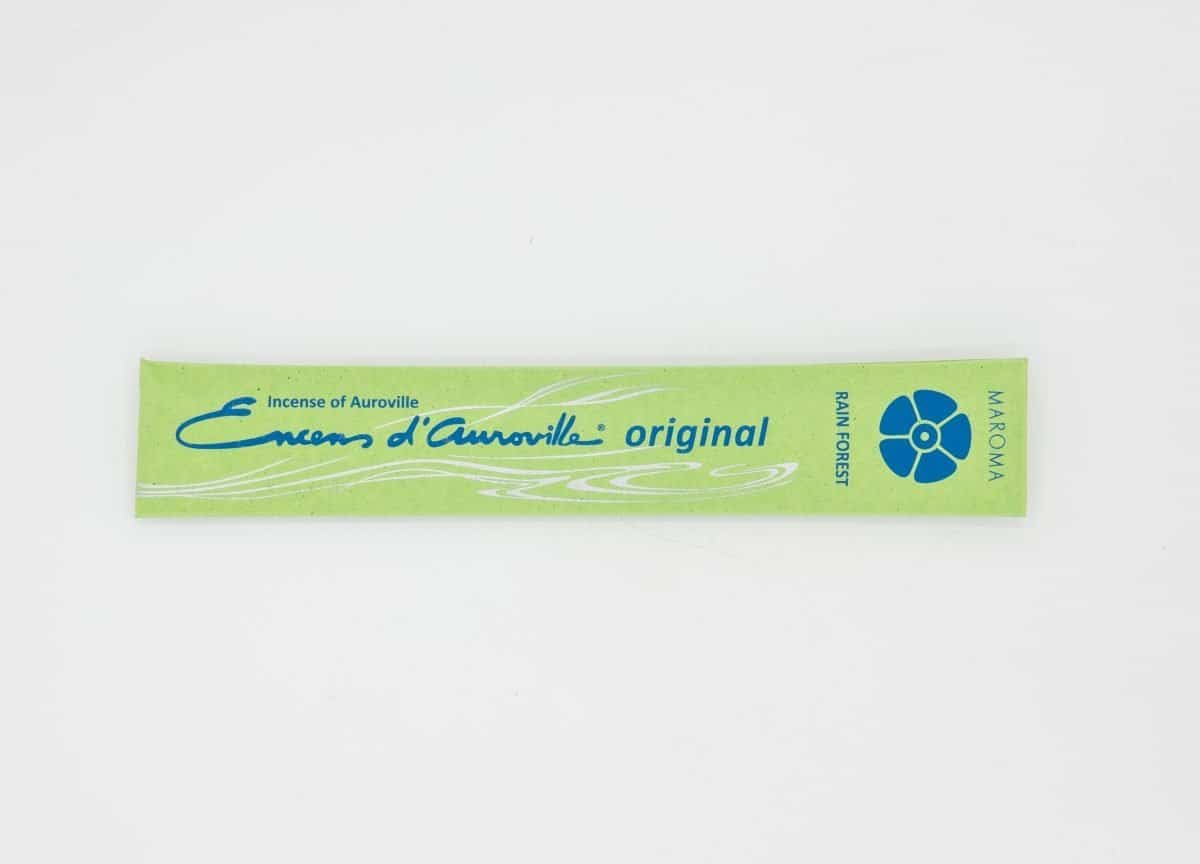 Incense of Auroville
Encens d'Auroville® original
RAIN FOREST
MAROMA